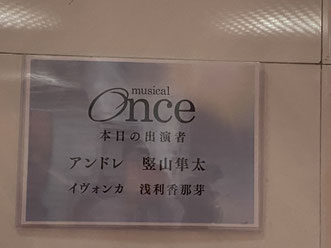 musical
Once
本日の出演者
アンドレ 竪山隼太
イヴォンカ 浅利香那芽